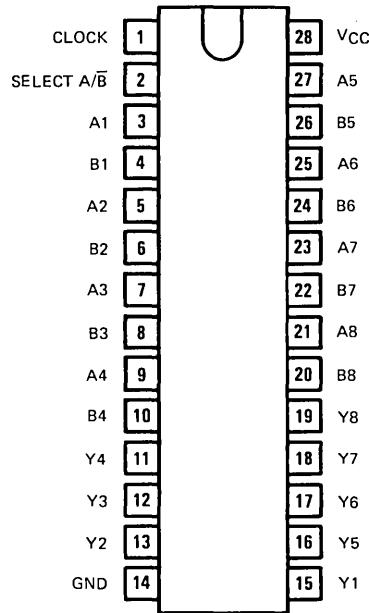 CLOCK 1 28 VCC
SELECT A/B̅ 2 27 A5
A1 3 26 B5
B1 4 25 A6
A2 5 24 B6
B2 6 23 A7
A3 7 22 B7
B3 8 21 A8
A4 9 20 B8
B4 10 19 Y8
Y4 11 18 Y7
Y3 12 17 Y6
Y2 13 16 Y5
GND 14 15 Y1